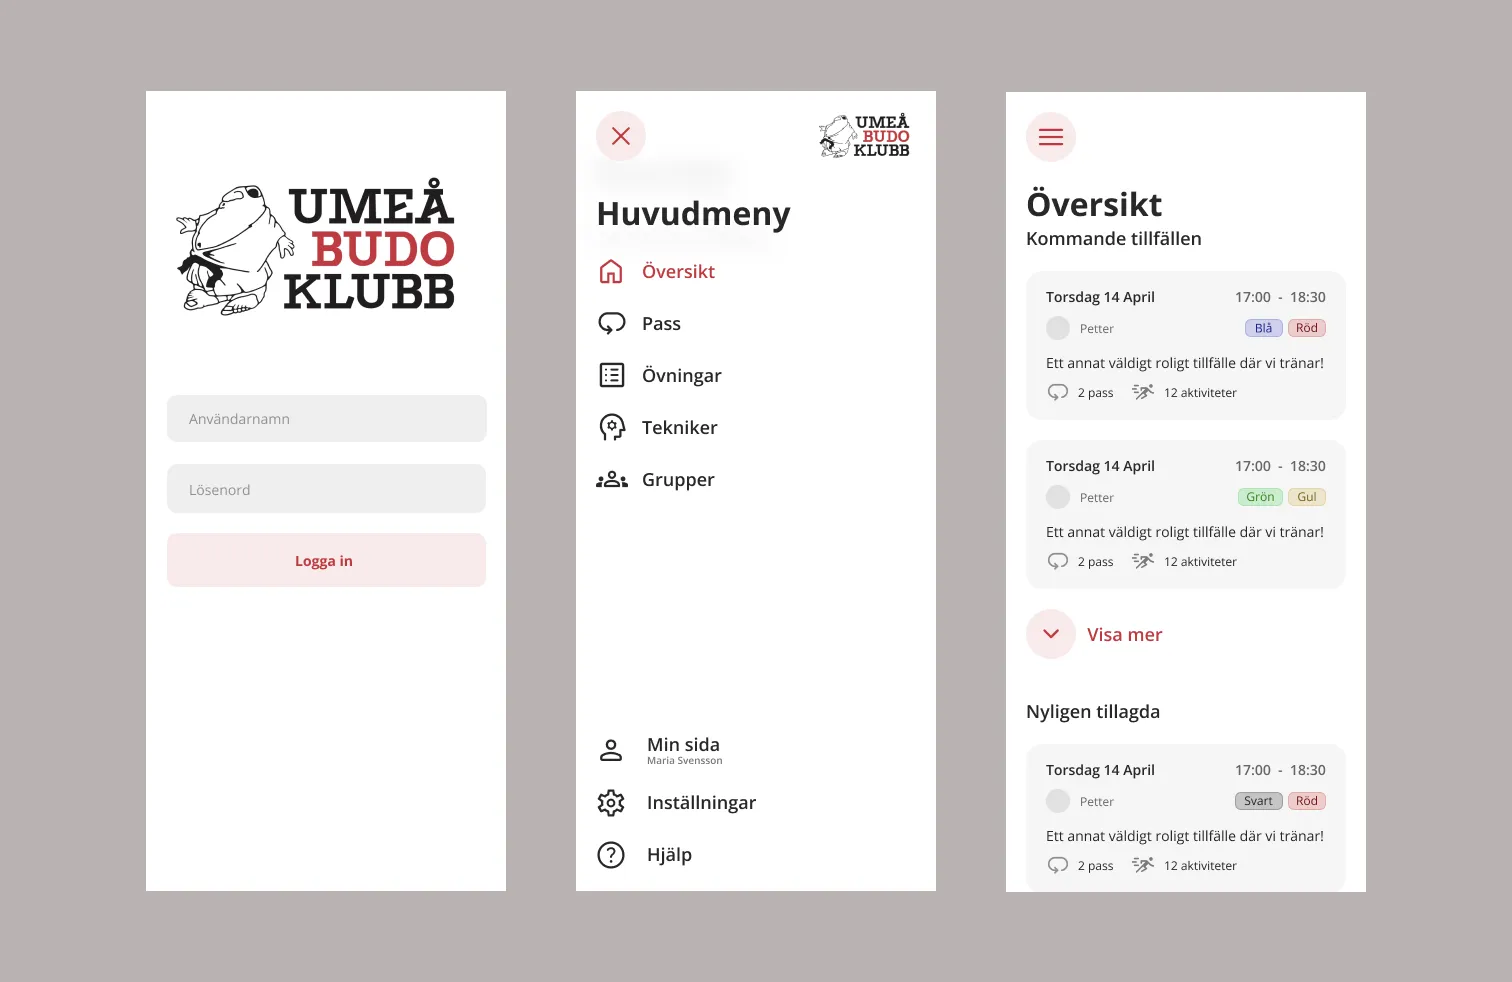 UMEÅ
BUDO
KLUBB
Användarnamn
Lösenord
Logga in
UMEÅ
BUDO
KLUBB
Huvudmeny
Översikt
Pass
Övningar
Tekniker
Grupper
Min sida
Maria Svensson
Inställningar
Hjälp
Översikt
Kommande tillfällen
Torsdag 14 April 17:00 - 18:30
Petter Blå Röd
Ett annat väldigt roligt tillfälle där vi tränar!
2 pass 12 aktiviteter
Torsdag 14 April 17:00 - 18:30
Petter Grön Gul
Ett annat väldigt roligt tillfälle där vi tränar!
2 pass 12 aktiviteter
Visa mer
Nyligen tillagda
Torsdag 14 April 17:00 - 18:30
Petter Svart Röd
Ett annat väldigt roligt tillfälle där vi tränar!
2 pass 12 aktiviteter